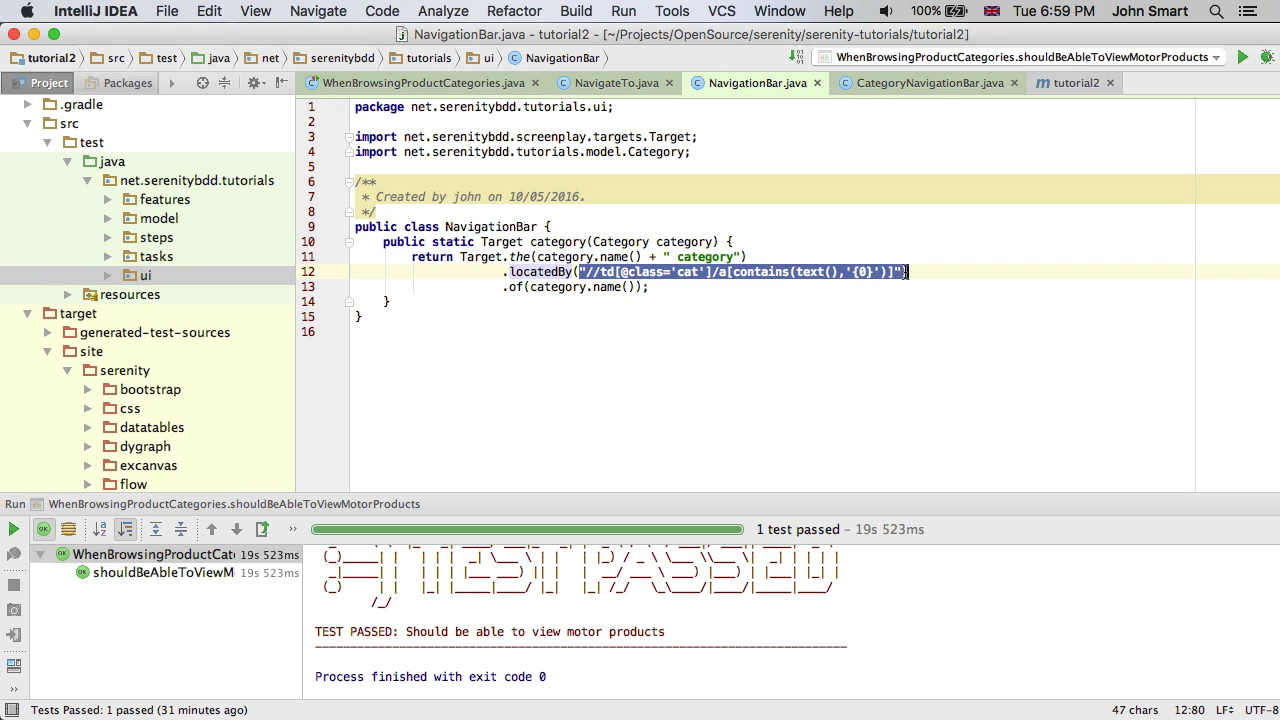 IntelliJ IDEA File Edit View Navigate Code Analyze Refactor Build Run Tools VCS Window Help 100% Tue 6:59 PM John Smart
NavigationBar.java - tutorial2 - [~/Projects/OpenSource/serenity/serenity-tutorials/tutorial2]
tutorial2 src test java net serenitybdd tutorials ui NavigationBar WhenBrowsingProductCategories.shouldBeAbleToViewMotorProducts
Project Packages WhenBrowsingProductCategories.java NavigateTo.java NavigationBar.java CategoryNavigationBar.java tutorial2
.gradle
src
test
java
net.serenitybdd.tutorials
features
model
steps
tasks
ui
resources
target
generated-test-sources
site
serenity
bootstrap
css
datatables
dygraph
excanvas
flow
1 package net.serenitybdd.tutorials.ui;
2
3 import net.serenitybdd.screenplay.targets.Target;
4 import net.serenitybdd.tutorials.model.Category;
5
6 /**
7 * Created by john on 10/05/2016.
8 */
9 public class NavigationBar {
10 public static Target category(Category category) {
11 return Target.the(category.name() + " category")
12 .locatedBy("//td[@class='cat']/a[contains(text(),'{0}')]")
13 .of(category.name());
14 }
15 }
16
Run WhenBrowsingProductCategories.shouldBeAbleToViewMotorProducts
1 test passed – 19s 523ms
WhenBrowsingProductCate 19s 523ms
shouldBeAbleToViewM 19s 523ms
TEST PASSED: Should be able to view motor products
Process finished with exit code 0
Tests Passed: 1 passed (31 minutes ago) 47 chars 12:80 LF÷ UTF-8